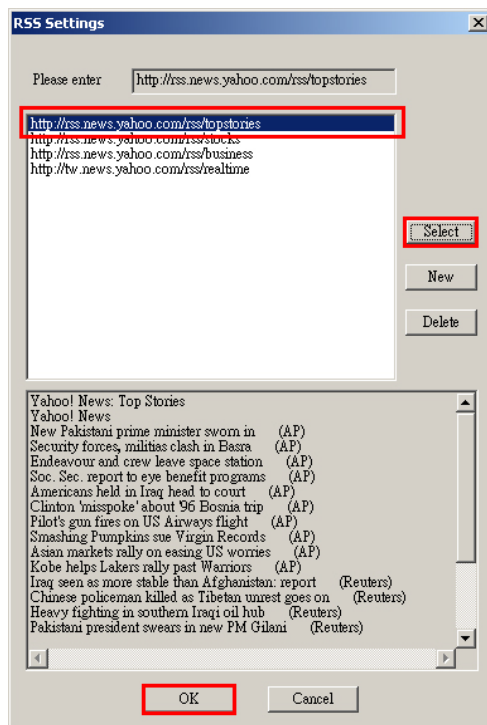 RSS Settings
Please enter http://rss.news.yahoo.com/rss/topstories
http://rss.news.yahoo.com/rss/topstories
http://rss.news.yahoo.com/rss/stocks
http://rss.news.yahoo.com/rss/business
http://tw.news.yahoo.com/rss/realtime
Select
New
Delete
Yahoo! News: Top Stories
Yahoo! News
New Pakistani prime minister sworn in (AP)
Security forces, militias clash in Basra (AP)
Endeavour and crew leave space station (AP)
Soc. Sec. report to eye benefit programs (AP)
Americans held in Iraq head to court (AP)
Clinton 'misspoke' about '96 Bosnia trip (AP)
Pilot's gun fires on US Airways flight (AP)
Smashing Pumpkins sue Virgin Records (AP)
Asian markets rally on easing US worries (AP)
Kobe helps Lakers rally past Warriors (AP)
Iraq seen as more stable than Afghanistan: report (Reuters)
Chinese policeman killed as Tibetan unrest goes on (Reuters)
Heavy fighting in southern Iraqi oil hub (Reuters)
Pakistani president swears in new PM Gilani (Reuters)
OK Cancel